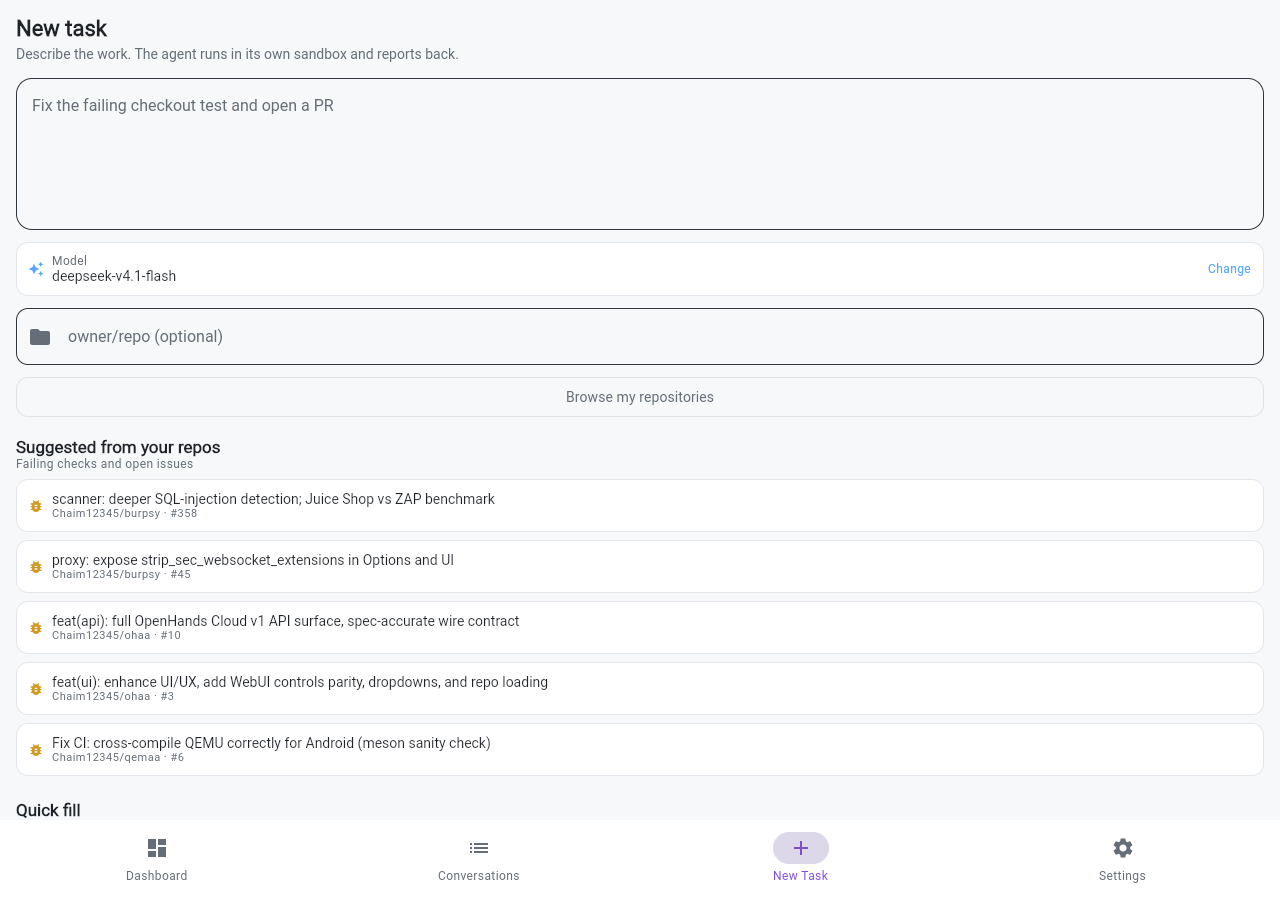 New task
Describe the work. The agent runs in its own sandbox and reports back.
Fix the failing checkout test and open a PR
Model
deepseek-v4.1-flash
Change
owner/repo (optional)
Browse my repositories
Suggested from your repos
Failing checks and open issues
scanner: deeper SQL-injection detection; Juice Shop vs ZAP benchmark
Chaim12345/burpsy · #358
proxy: expose strip_sec_websocket_extensions in Options and UI
Chaim12345/burpsy · #45
feat(api): full OpenHands Cloud v1 API surface, spec-accurate wire contract
Chaim12345/ohaa · #10
feat(ui): enhance UI/UX, add WebUI controls parity, dropdowns, and repo loading
Chaim12345/ohaa · #3
Fix CI: cross-compile QEMU correctly for Android (meson sanity check)
Chaim12345/qemaa · #6
Quick fill
Dashboard
Conversations
New Task
Settings